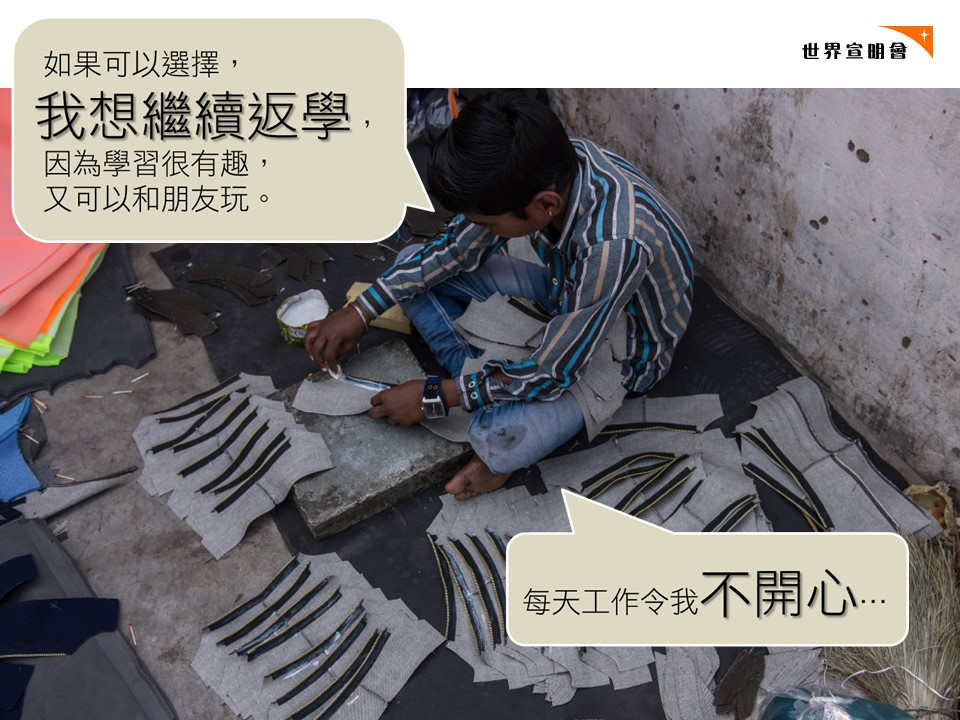 世界宣明會
如果可以選擇，
我想繼續返學，
因為學習很有趣，
又可以和朋友玩。
每天工作令我不開心…